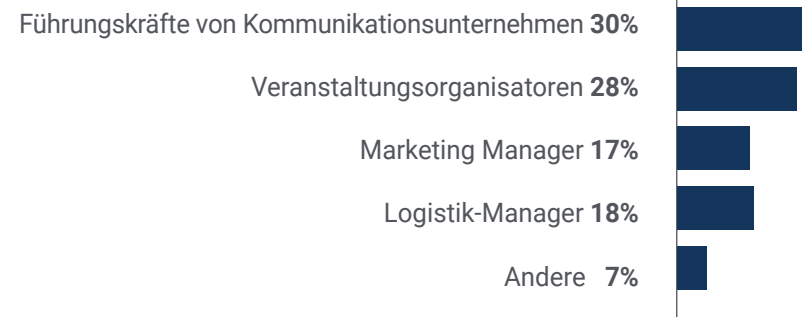 Führungskräfte von Kommunikationsunternehmen 30%
Veranstaltungsorganisatoren 28%
Marketing Manager 17%
Logistik-Manager 18%
Andere 7%